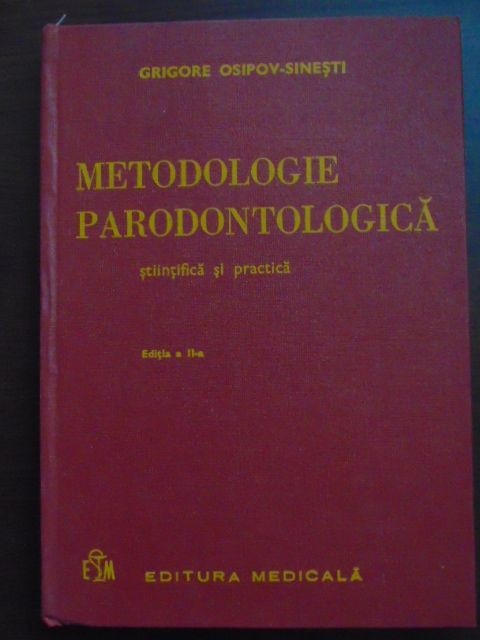 GRIGORE OSIPOV-SINEȘTI
METODOLOGIE
PARODONTOLOGICĂ
științifică și practică
Ediția a II-a
EM EDITURA MEDICALĂ